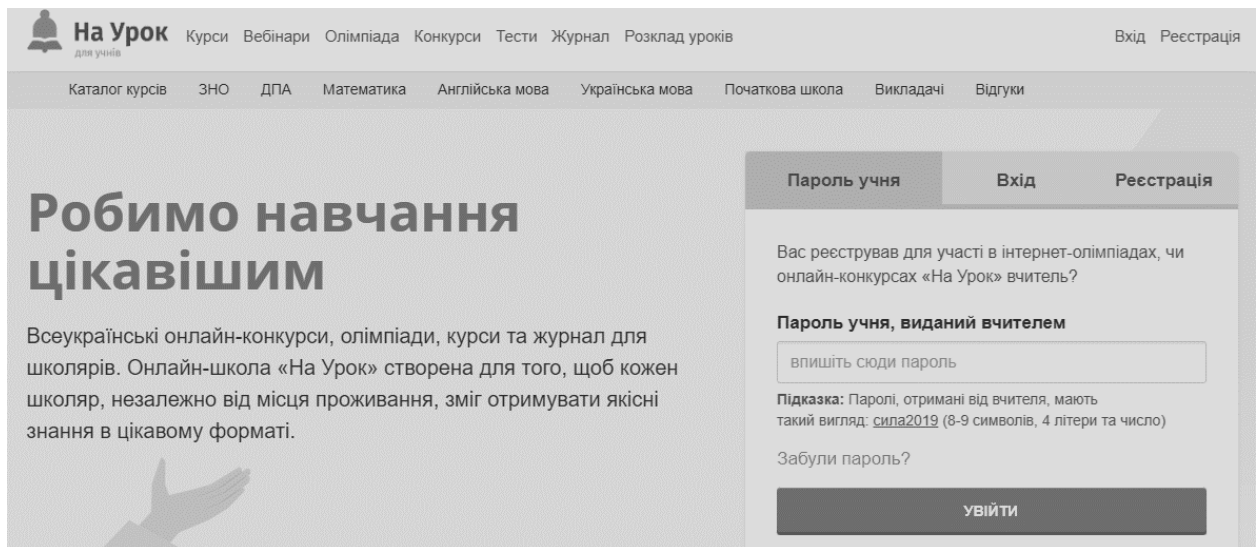 На Урок Курси Вебінари Олімпіада Конкурси Тести Журнал Розклад уроків Вхід Реєстрація
для учнів
Каталог курсів ЗНО ДПА Математика Англійська мова Українська мова Початкова школа Викладачі Відгуки
Робимо навчання
цікавішим
Всеукраїнські онлайн-конкурси, олімпіади, курси та журнал для
школярів. Онлайн-школа «На Урок» створена для того, щоб кожен
школяр, незалежно від місця проживання, зміг отримувати якісні
знання в цікавому форматі.
Пароль учня Вхід Реєстрація
Вас реєстрував для участі в інтернет-олімпіадах, чи
онлайн-конкурсах «На Урок» вчитель?
Пароль учня, виданий вчителем
впишіть сюди пароль
Підказка: Паролі, отримані від вчителя, мають
такий вигляд: сила2019 (8-9 символів, 4 літери та число)
Забули пароль?
УВІЙТИ